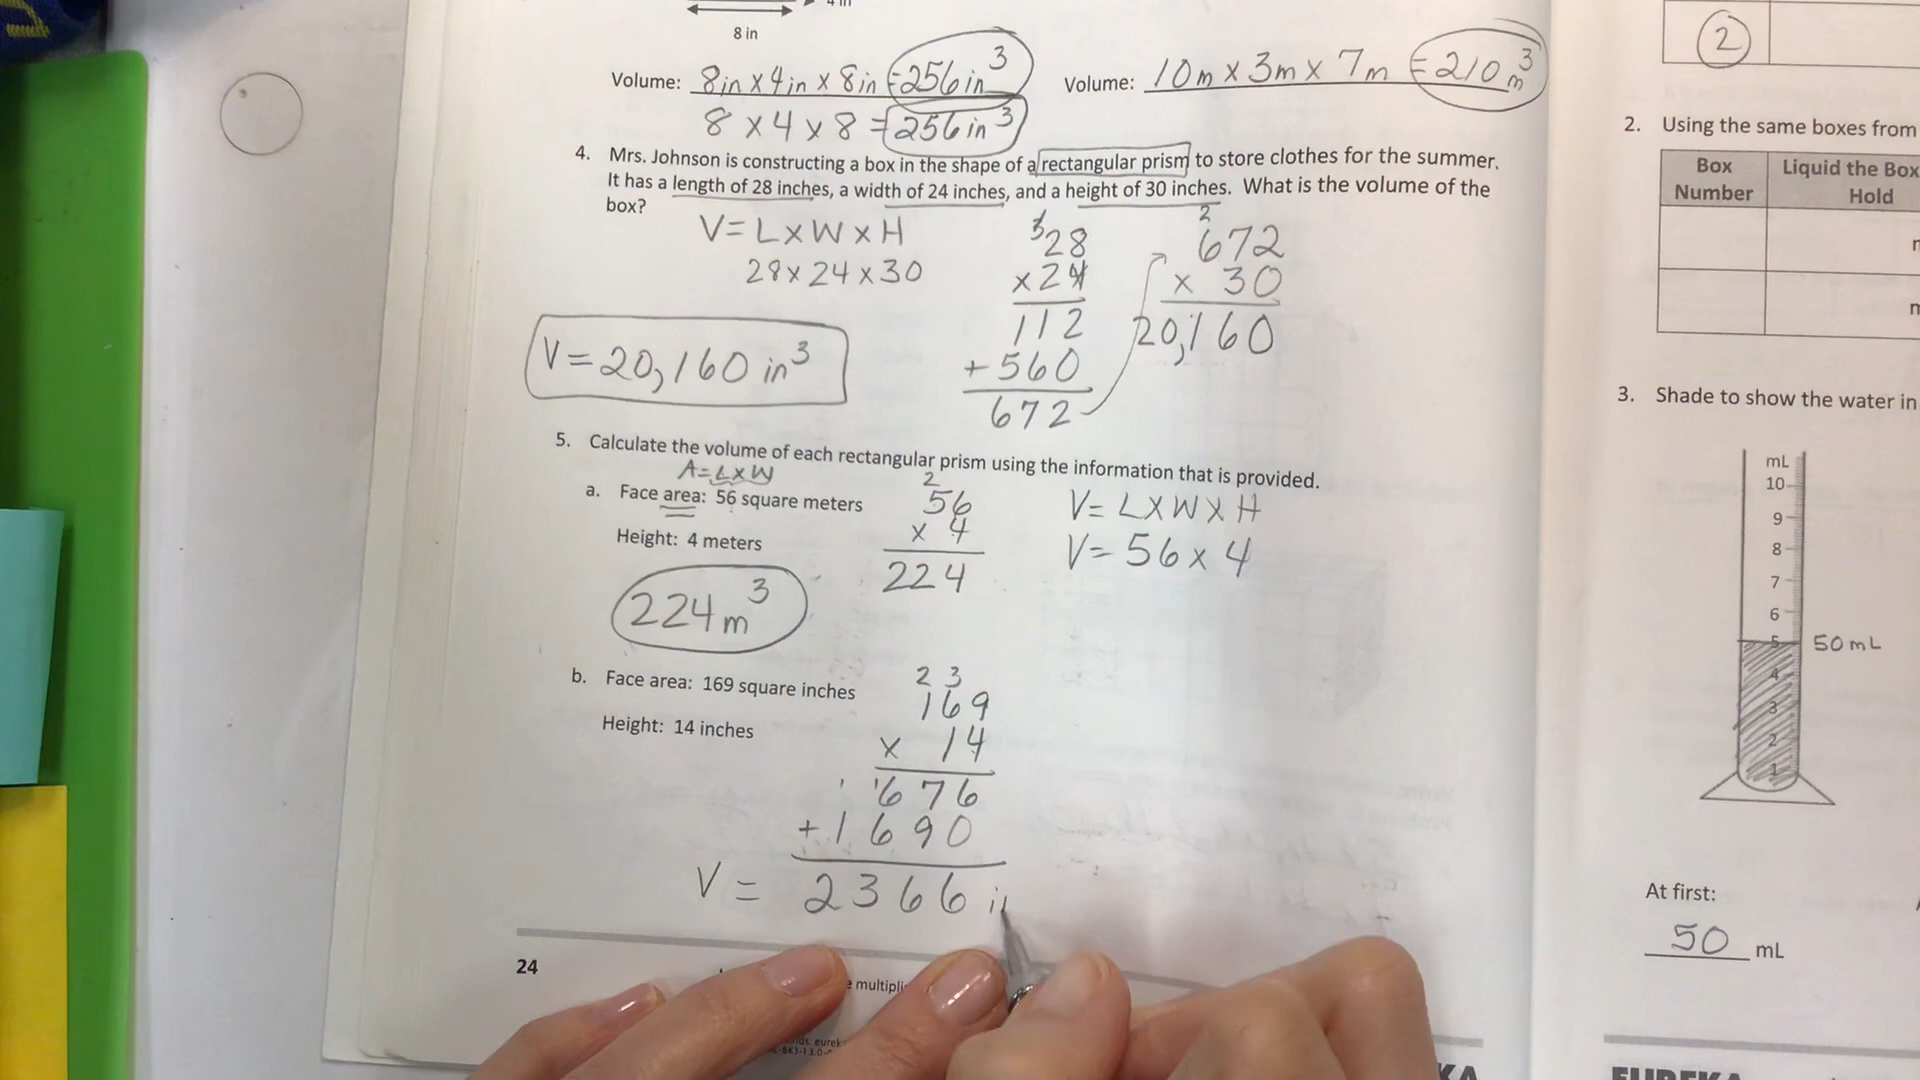 8 in
Volume: 8in x 4in x 8in = 256 in³
8 x 4 x 8 = 256 in³
Volume: 10m x 3m x 7m = 210 m³
4. Mrs. Johnson is constructing a box in the shape of a rectangular prism to store clothes for the summer.
It has a length of 28 inches, a width of 24 inches, and a height of 30 inches. What is the volume of the
box?
V = L x W x H
28 x 24 x 30
V = 20,160 in³
3
28
x 24
112
+ 560
672
2
672
x 30
20,160
5. Calculate the volume of each rectangular prism using the information that is provided.
A = L x W
a. Face area: 56 square meters
Height: 4 meters
224 m³
2
56
x 4
224
V = L x W x H
V = 56 x 4
b. Face area: 169 square inches
Height: 14 inches
2 3
169
x 14
1 1
676
+ 1690
V = 2366 in
24
multipli
eurek
2
2. Using the same boxes from
Box Number
Liquid the Box
Hold
3. Shade to show the water in
mL
10
9
8
7
6
5
4
3
2
1
50 mL
At first:
50 mL
EUREKA